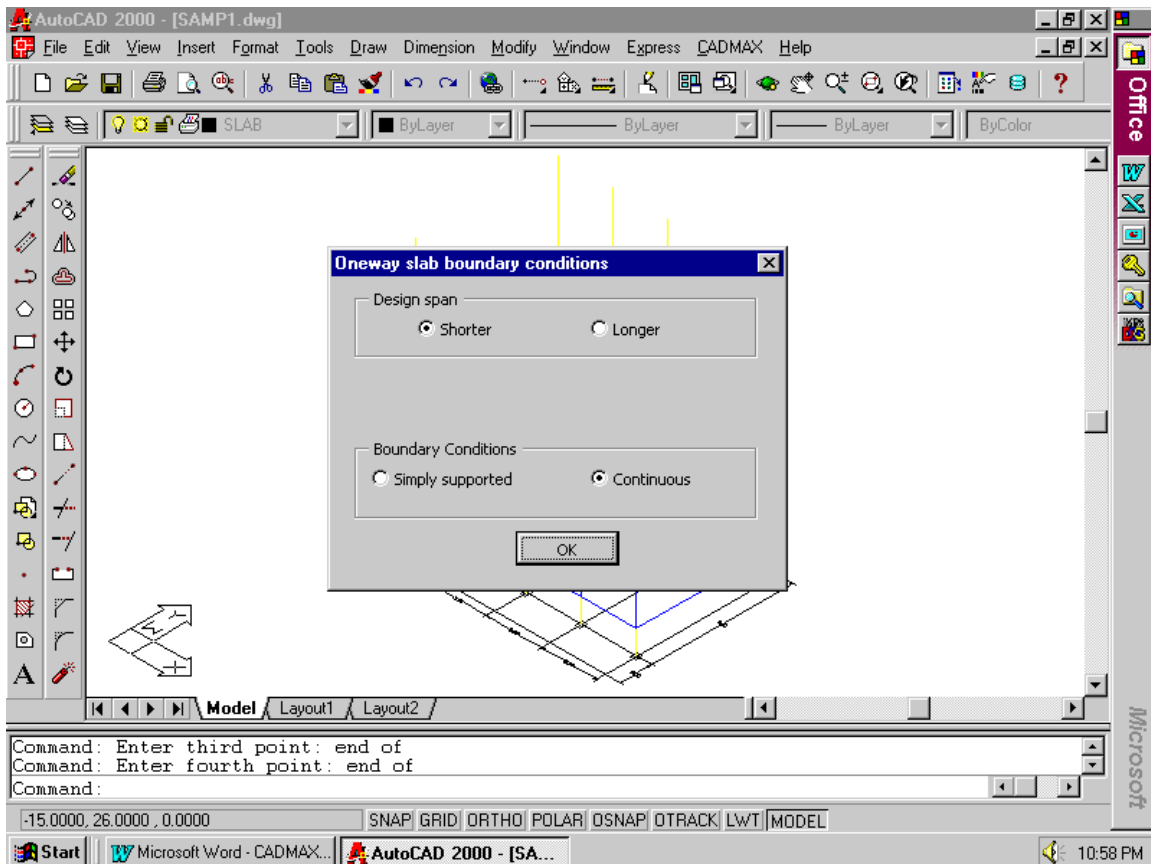 AutoCAD 2000 - [SAMP1.dwg]
File Edit View Insert Format Tools Draw Dimension Modify Window Express CADMAX Help
Office
SLAB ByLayer ByLayer ByLayer ByColor
Oneway slab boundary conditions
Design span
Shorter Longer
Boundary Conditions
Simply supported Continuous
OK
A
Model Layout1 Layout2
Microsoft
Command: Enter third point: end of
Command: Enter fourth point: end of
Command:
-15.0000, 26.0000 , 0.0000 SNAP GRID ORTHO POLAR OSNAP OTRACK LWT MODEL
Start Microsoft Word - CADMAX... AutoCAD 2000 - [SA... 10:58 PM